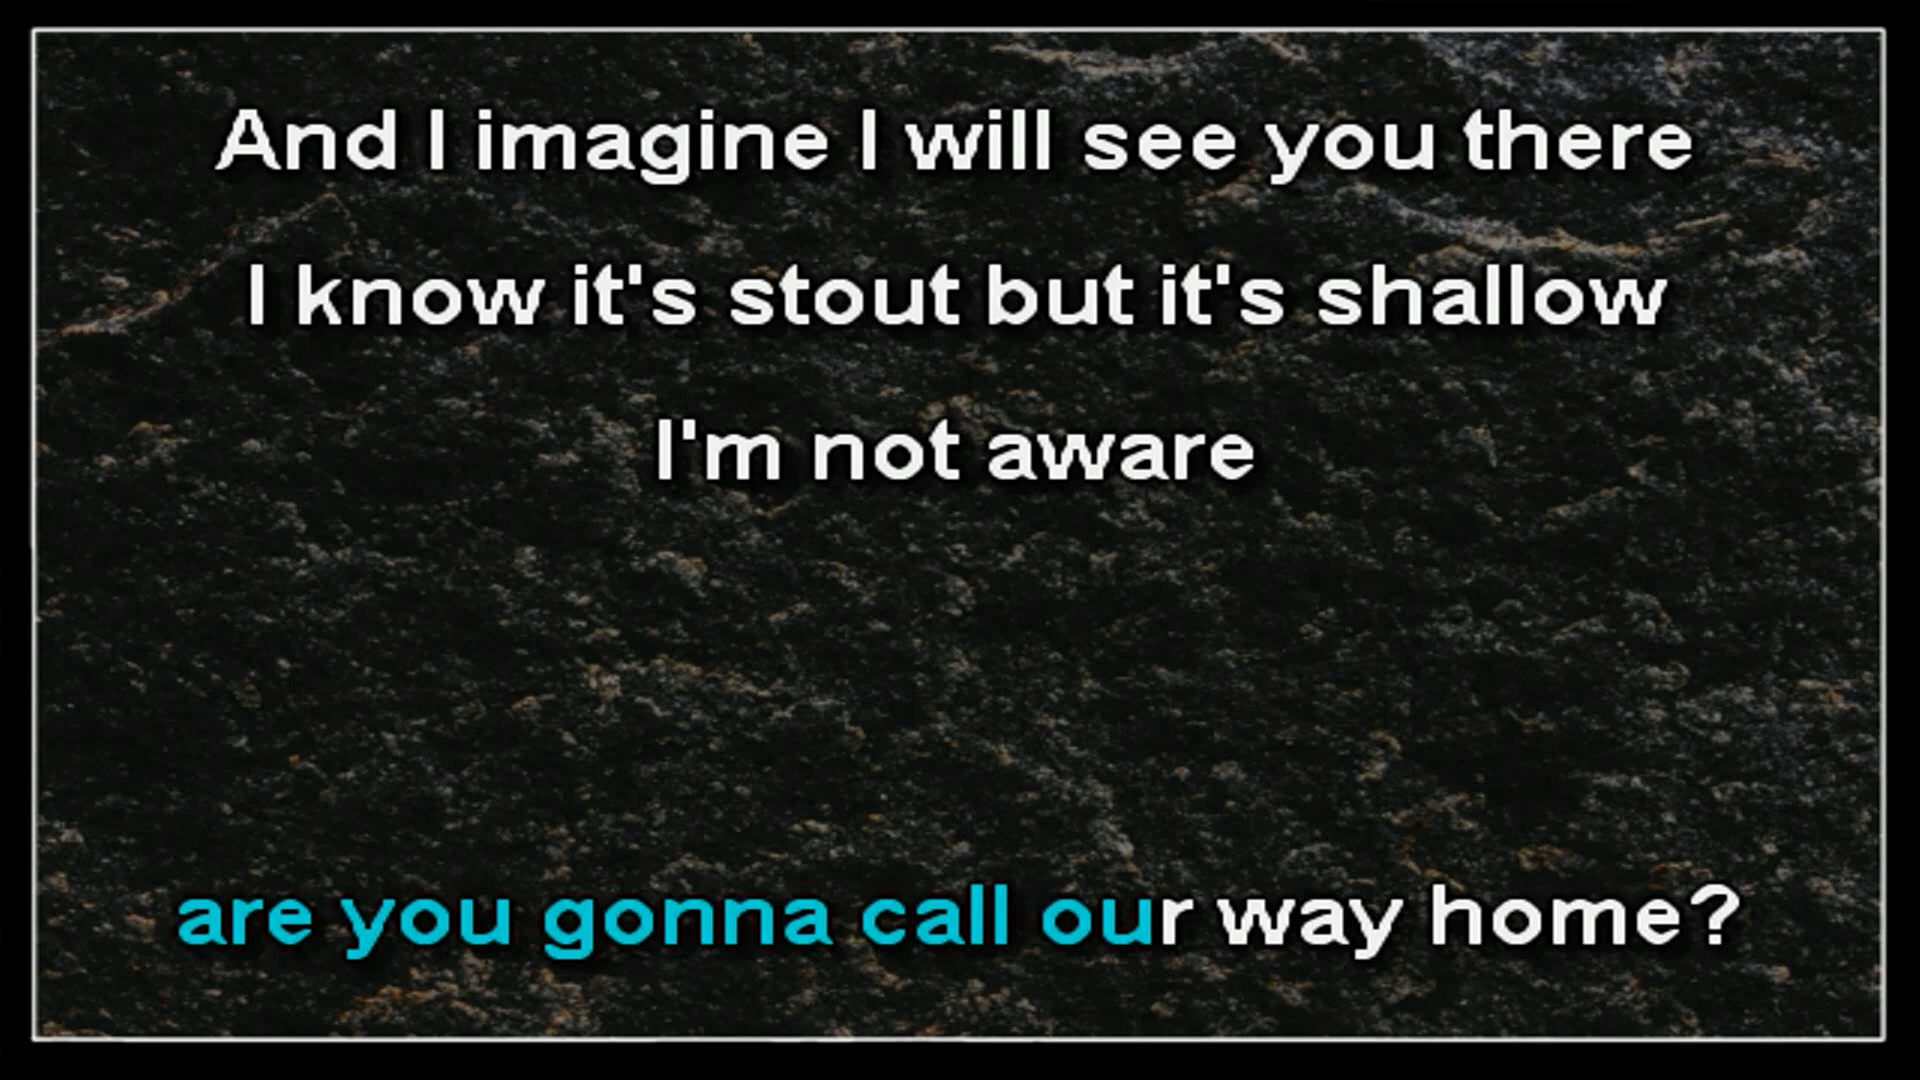 And I imagine I will see you there
I know it's stout but it's shallow
I'm not aware
are you gonna call our way home?